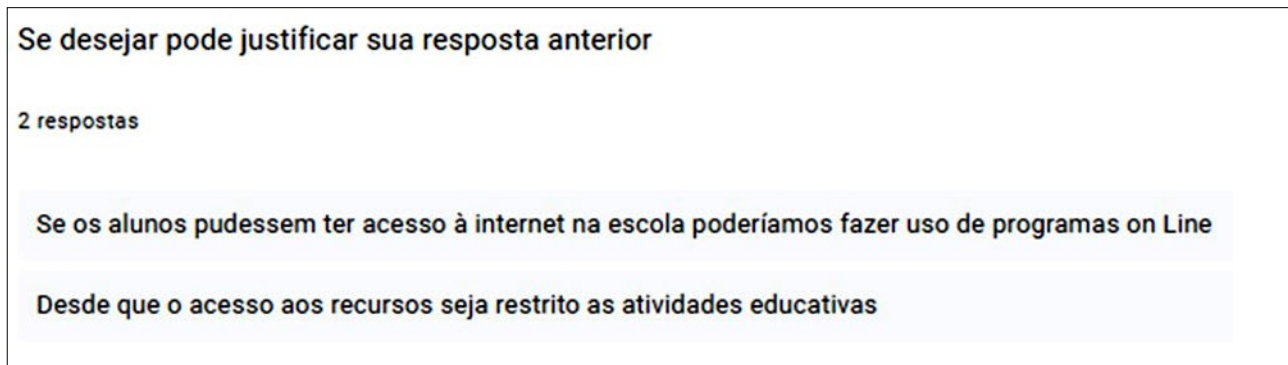 Se desejar pode justificar sua resposta anterior
2 respostas
Se os alunos pudessem ter acesso à internet na escola poderíamos fazer uso de programas on Line
Desde que o acesso aos recursos seja restrito as atividades educativas